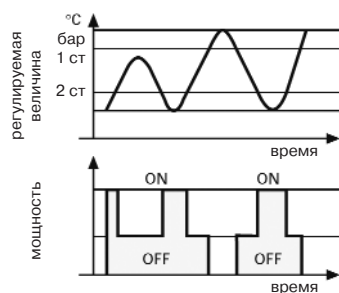 °C
бар
1 ст
2 ст
регулируемая
величина
время
ON
ON
OFF
OFF
мощность
время